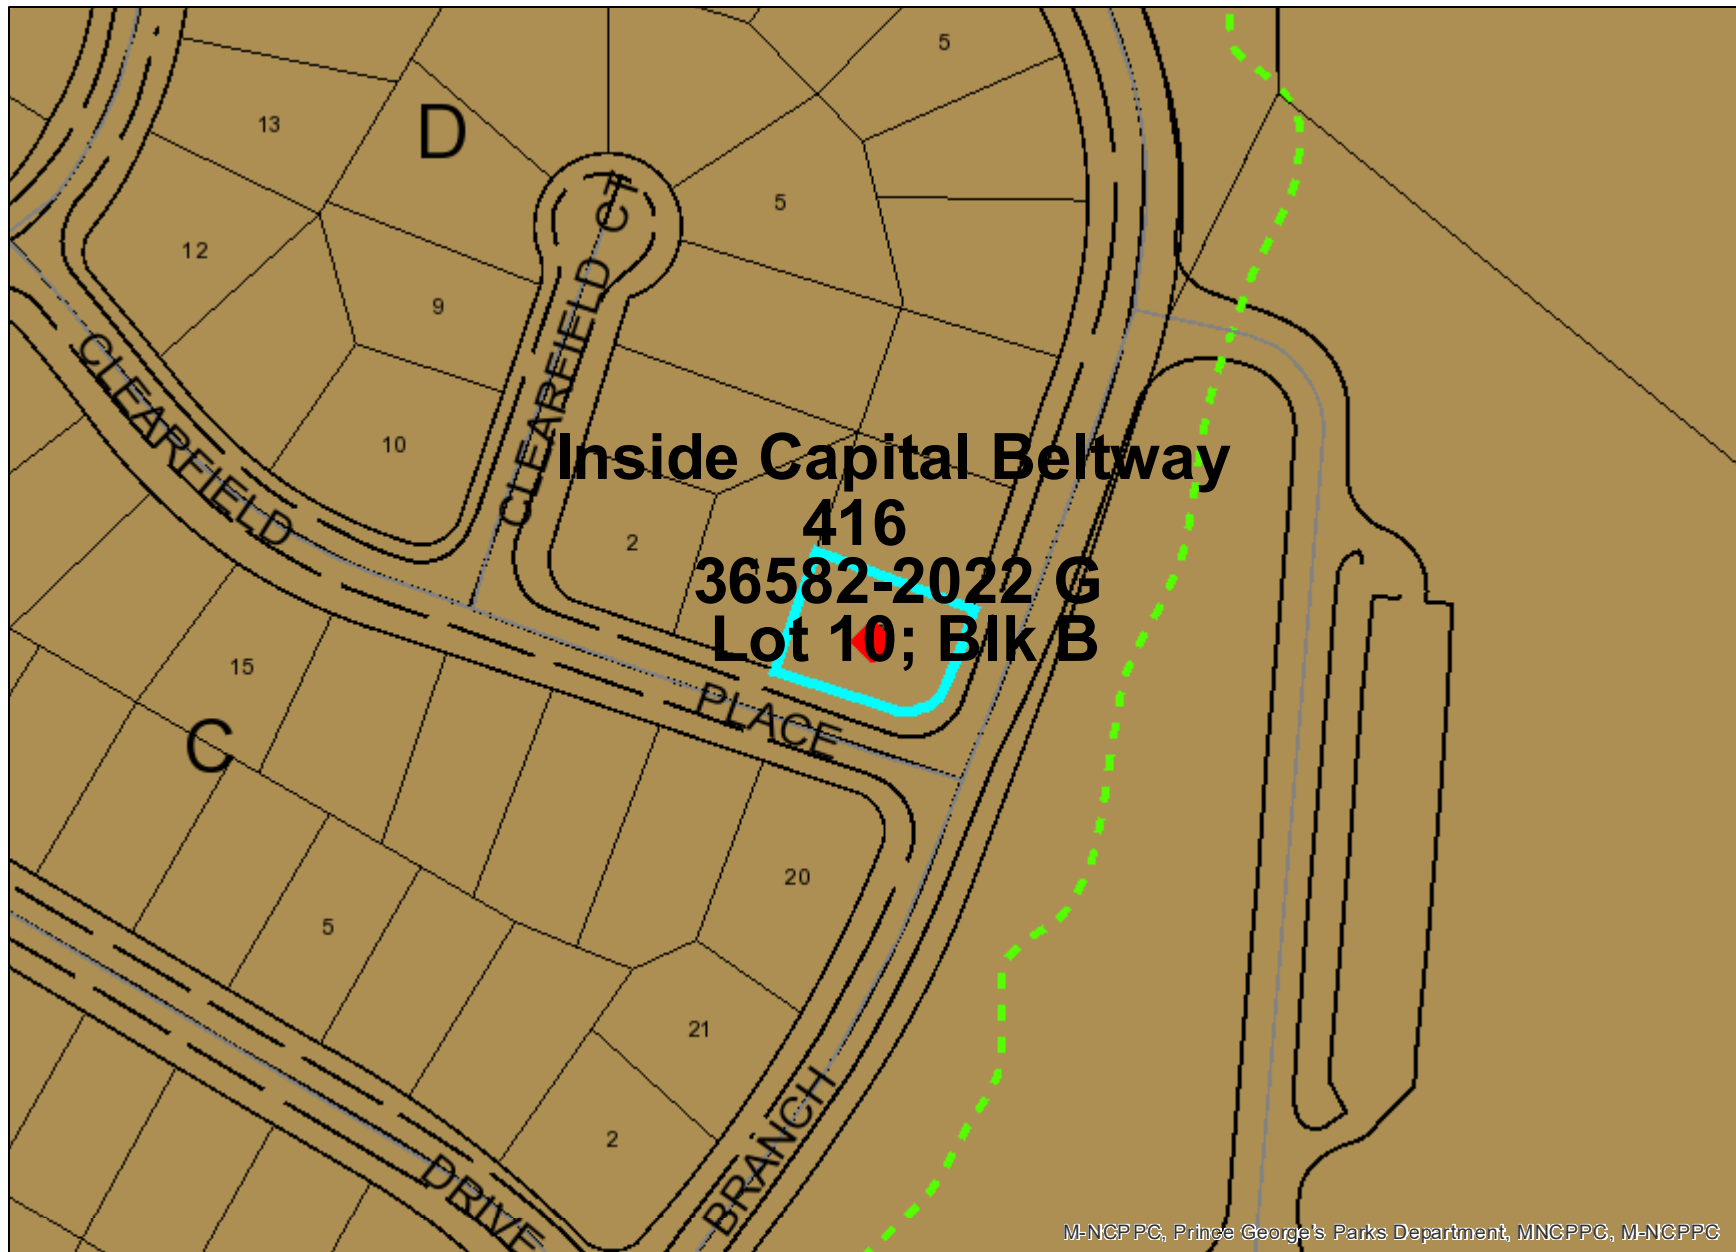 5
13
D
5
12
CLEARFIELD CT
9
CLEARFIELD
10
Inside Capital Beltway
416
2
36582-2022 G
Lot 10; Blk B
15
PLACE
C
20
5
21
2
BRANCH
DRIVE
M-NCPPC, Prince George's Parks Department, MNCPPC, M-NCPPC